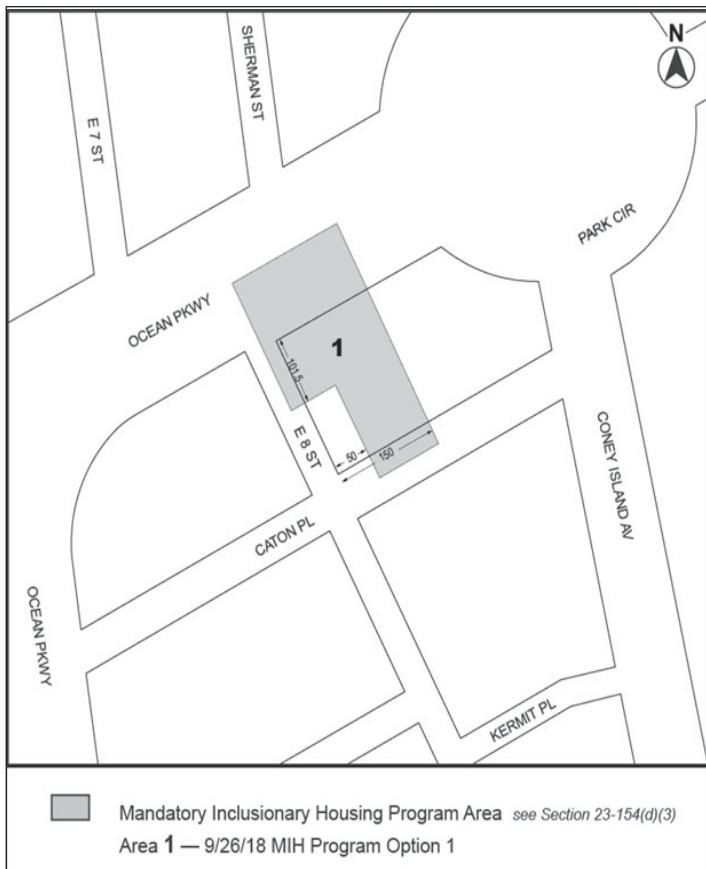 N
SHERMAN ST
E 7 ST
PARK CIR
OCEAN PKWY
1
101.5
E 8 ST
50
150
CONEY ISLAND AV
CATON PL
OCEAN PKWY
KERMIT PL
Mandatory Inclusionary Housing Program Area see Section 23-154(d)(3)
Area 1 — 9/26/18 MIH Program Option 1